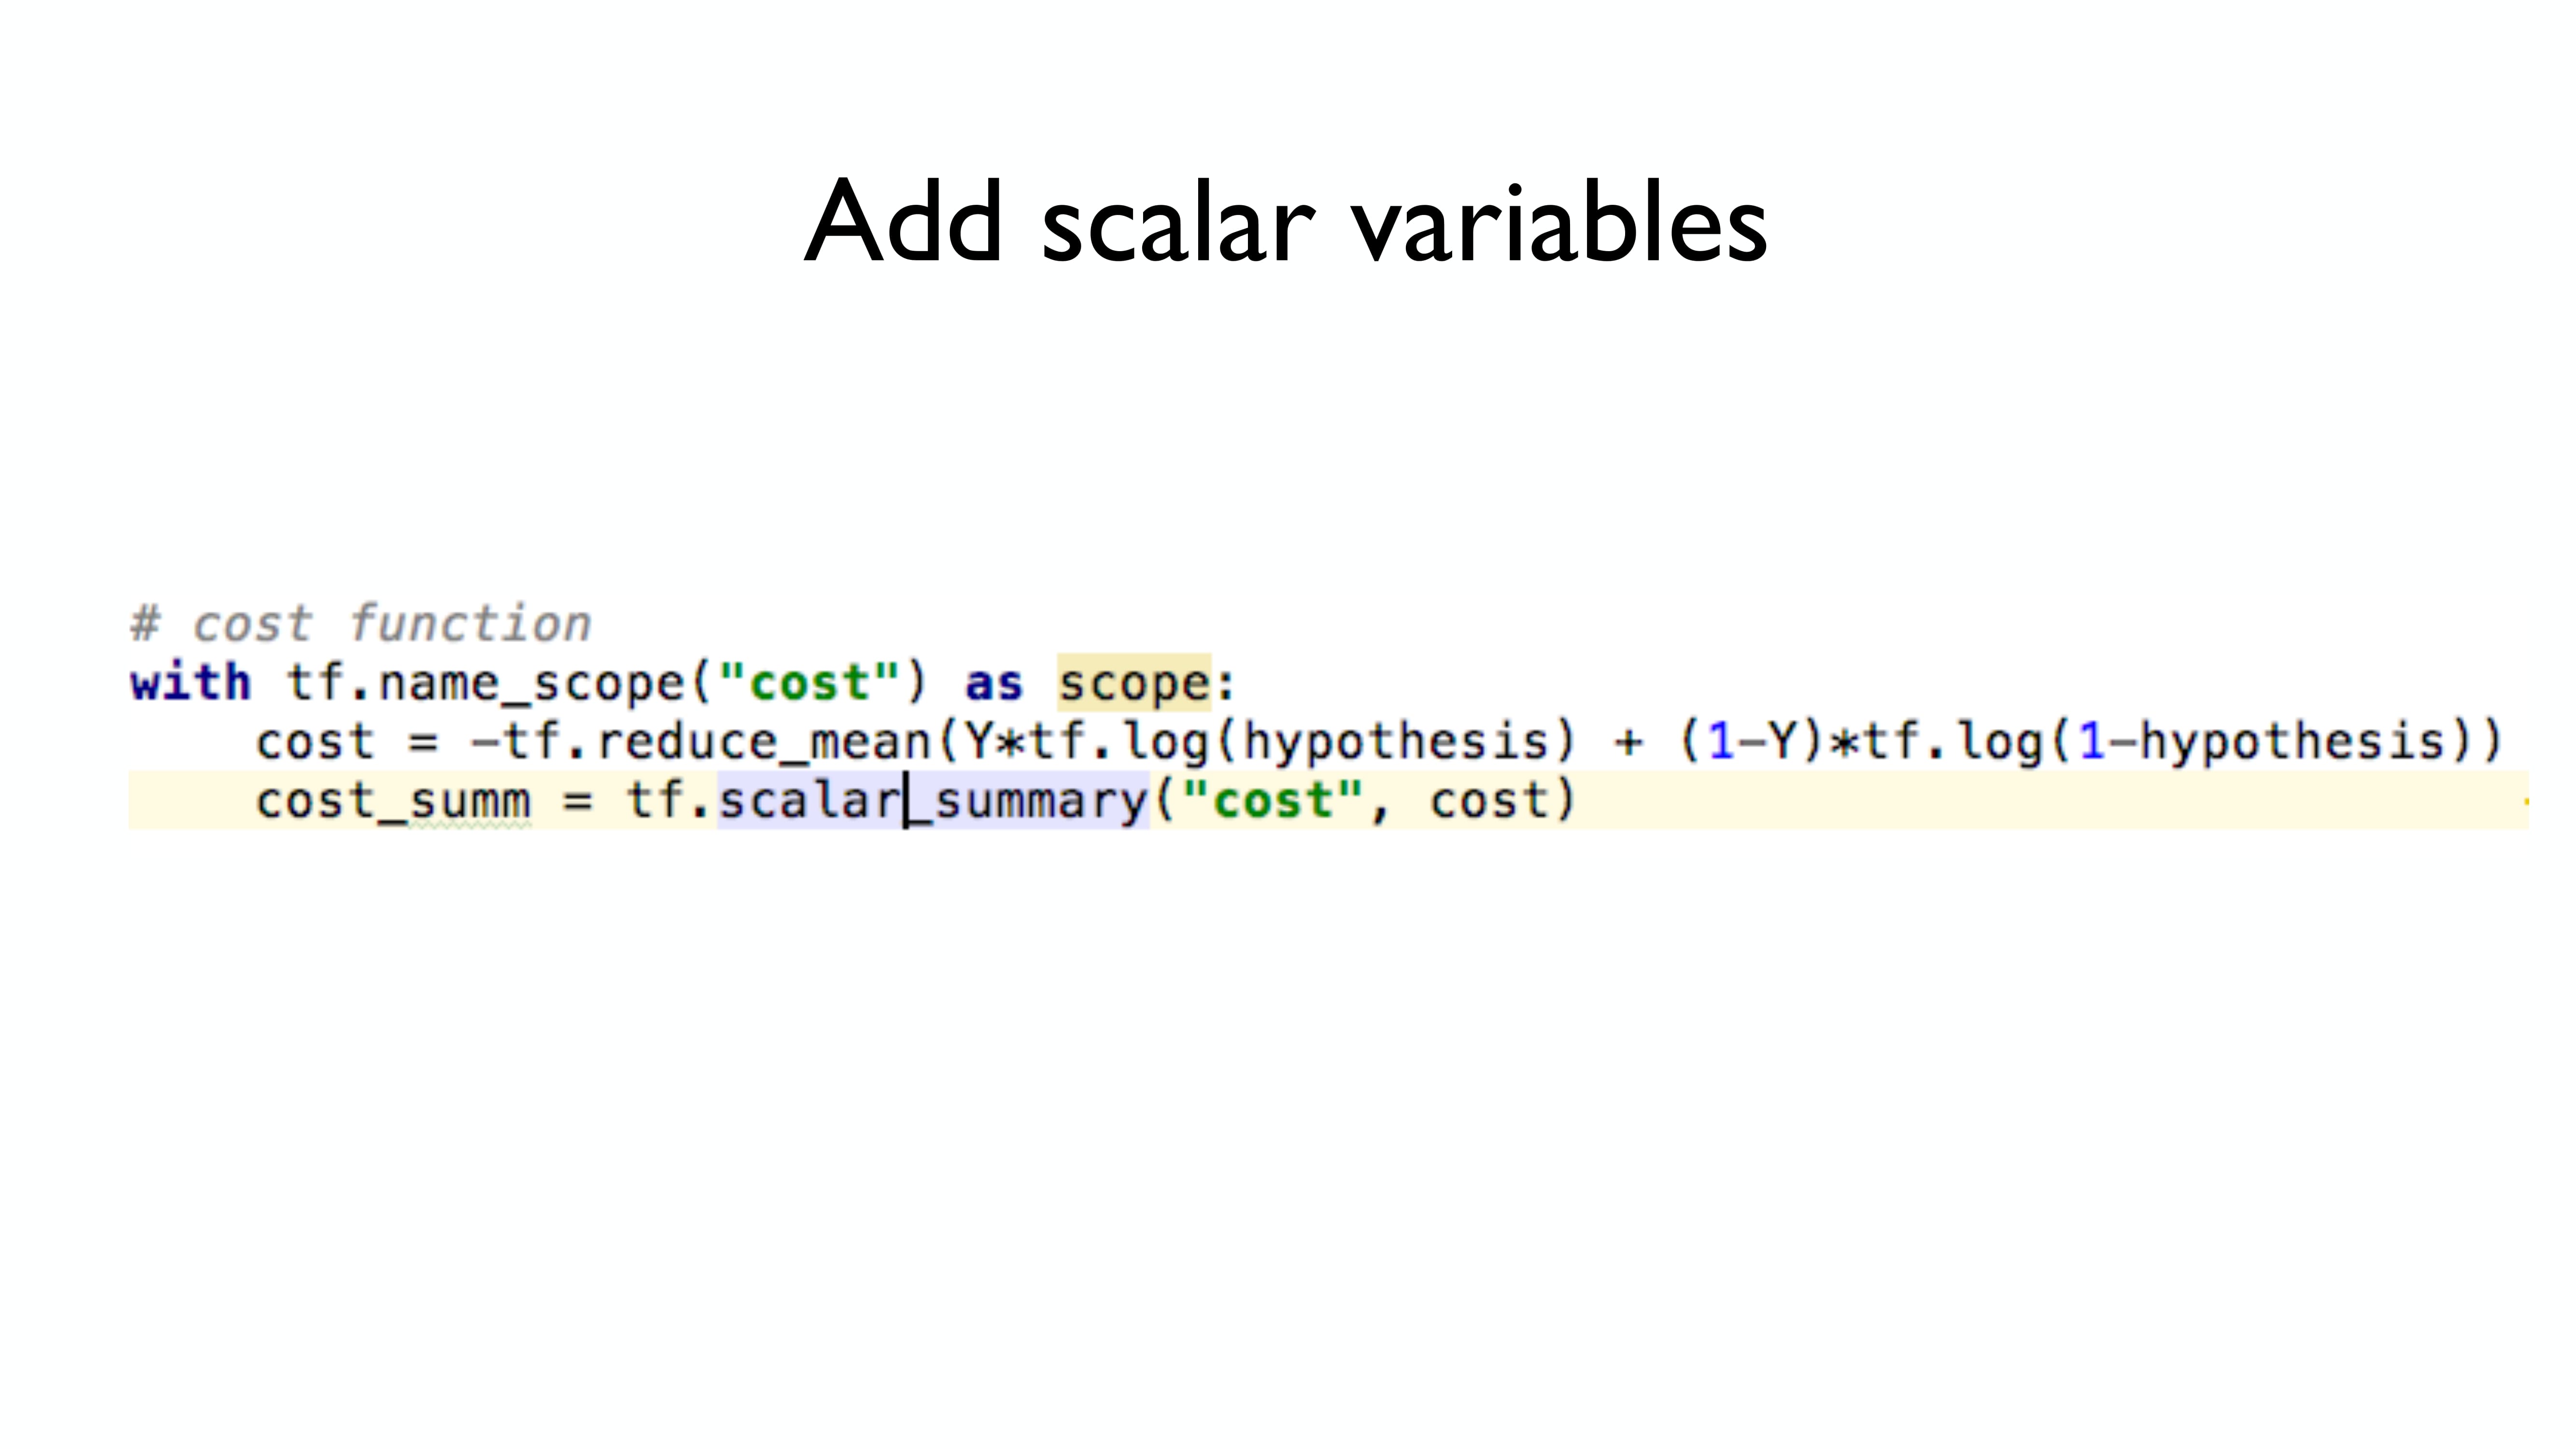 Add scalar variables
# cost function
with tf.name_scope("cost") as scope:
    cost = -tf.reduce_mean(Y*tf.log(hypothesis) + (1-Y)*tf.log(1-hypothesis))
    cost_summ = tf.scalar_summary("cost", cost)